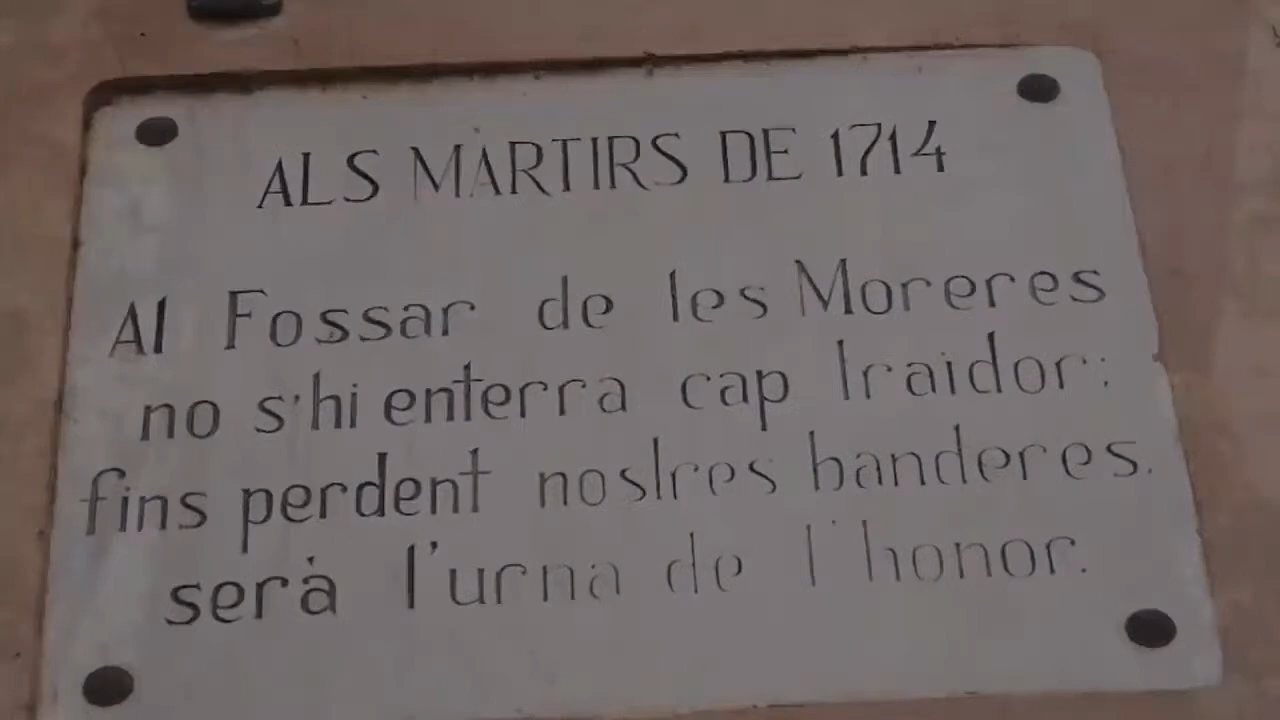 ALS MÀRTIRS DE 1714
Al Fossar de les Moreres
no s'hi enterra cap traidor:
fins perdent nostres banderes.
serà l'urna de l'honor.